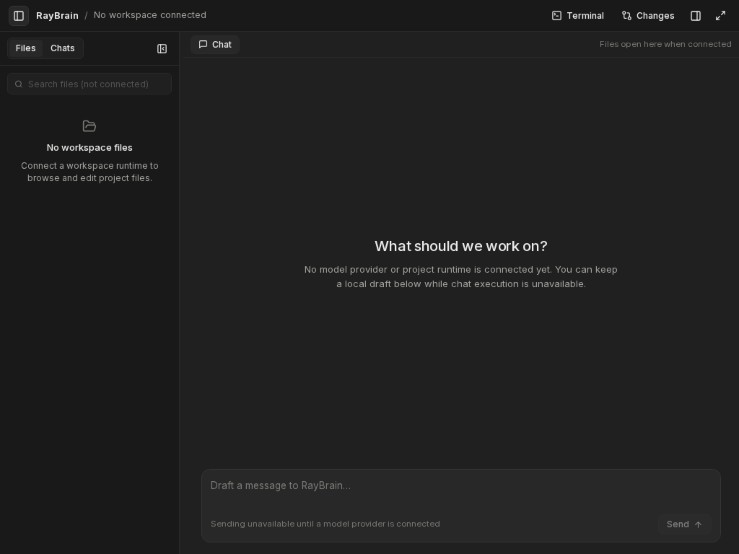 RayBrain / No workspace connected
Terminal
Changes
Files
Chats
Chat
Files open here when connected
Search files (not connected)
No workspace files
Connect a workspace runtime to
browse and edit project files.
What should we work on?
No model provider or project runtime is connected yet. You can keep
a local draft below while chat execution is unavailable.
Draft a message to RayBrain...
Sending unavailable until a model provider is connected
Send ↑